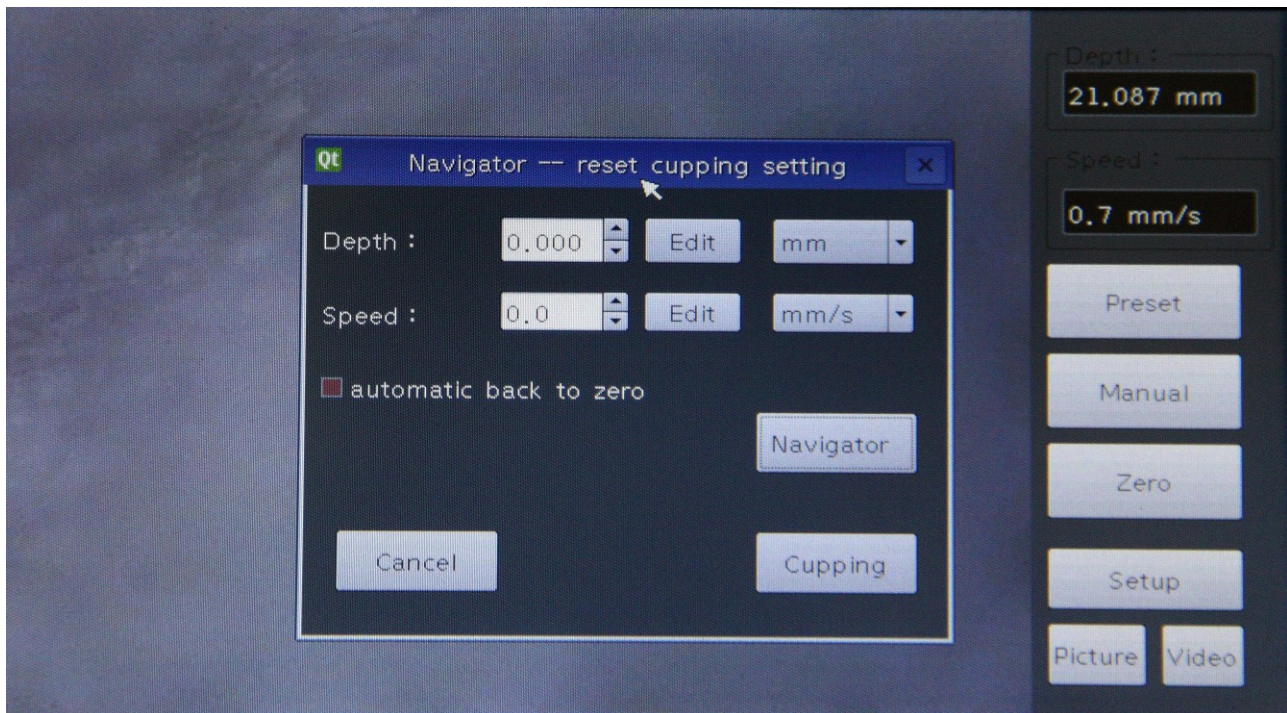 Qt Navigator -- reset cupping setting
Depth : 0.000 Edit mm
Speed : 0.0 Edit mm/s
automatic back to zero
Navigator
Cancel Cupping
Depth :
21.087 mm
Speed :
0.7 mm/s
Preset
Manual
Zero
Setup
Picture Video